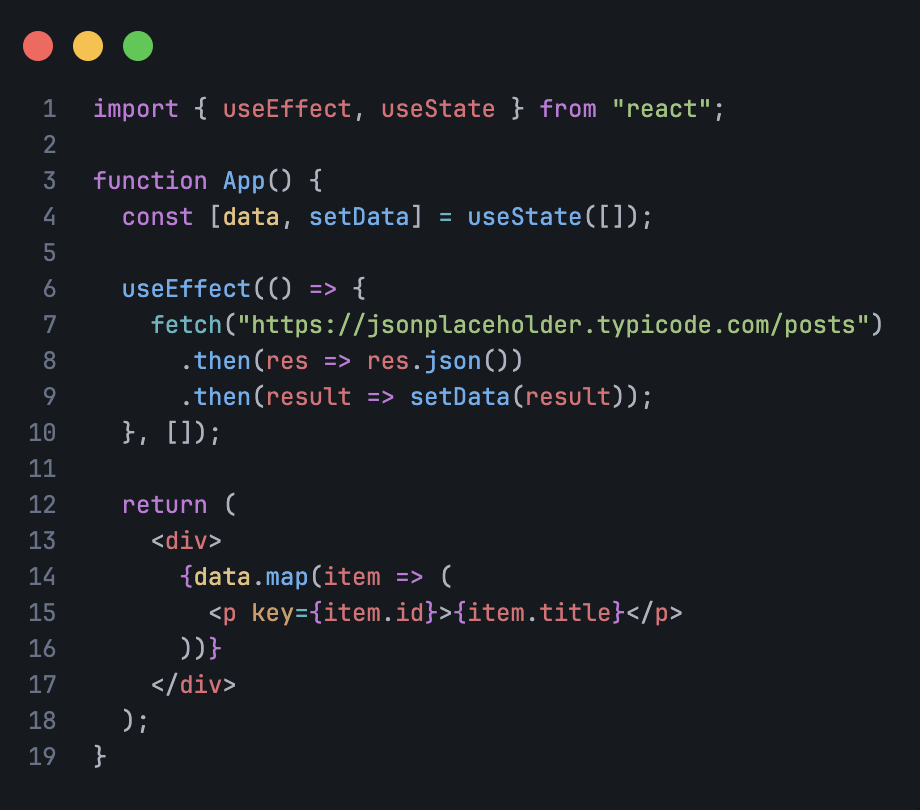 1 import { useEffect, useState } from "react";
2
3 function App() {
4   const [data, setData] = useState([]);
5
6   useEffect(() => {
7     fetch("https://jsonplaceholder.typicode.com/posts")
8       .then(res => res.json())
9       .then(result => setData(result));
10   }, []);
11
12   return (
13     <div>
14       {data.map(item => (
15         <p key={item.id}>{item.title}</p>
16       ))}
17     </div>
18   );
19 }